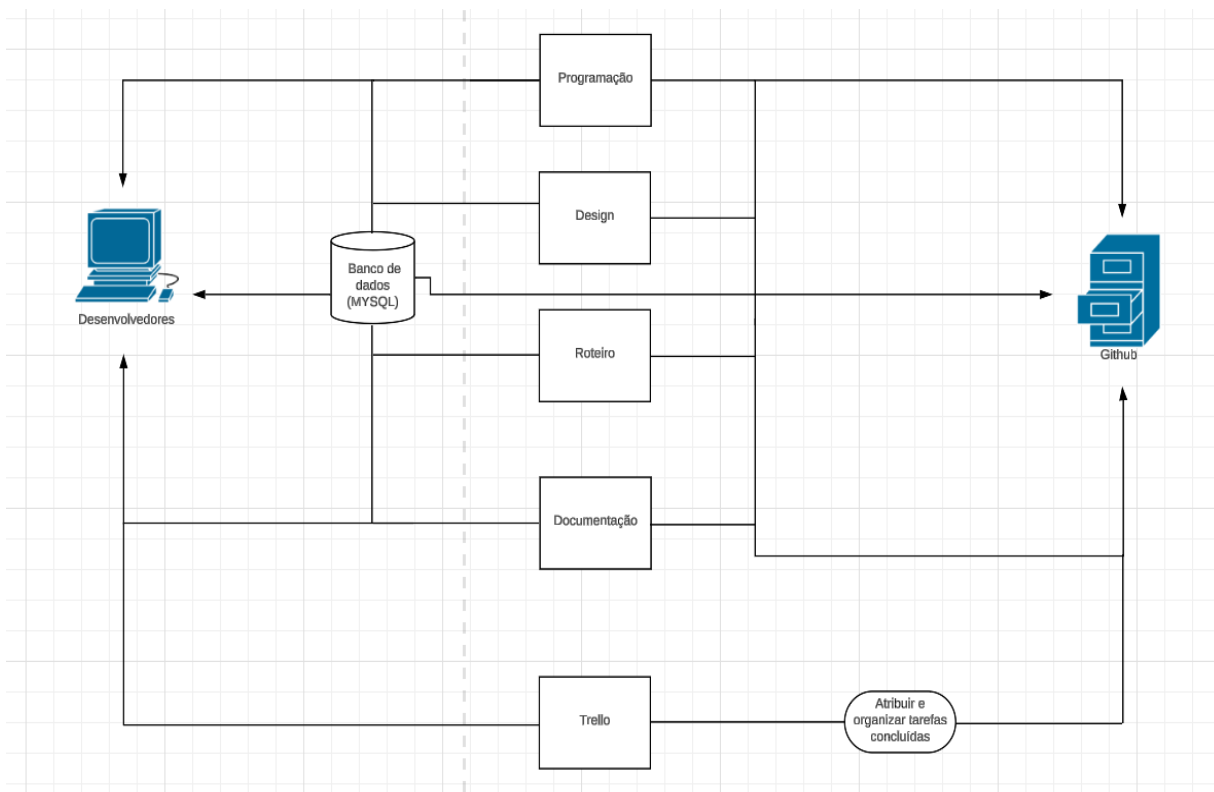 Programação
Design
Banco de
dados
(MYSQL)
Desenvolvedores
Roteiro
Github
Documentação
Trello
Atribuir e
organizar tarefas
concluídas